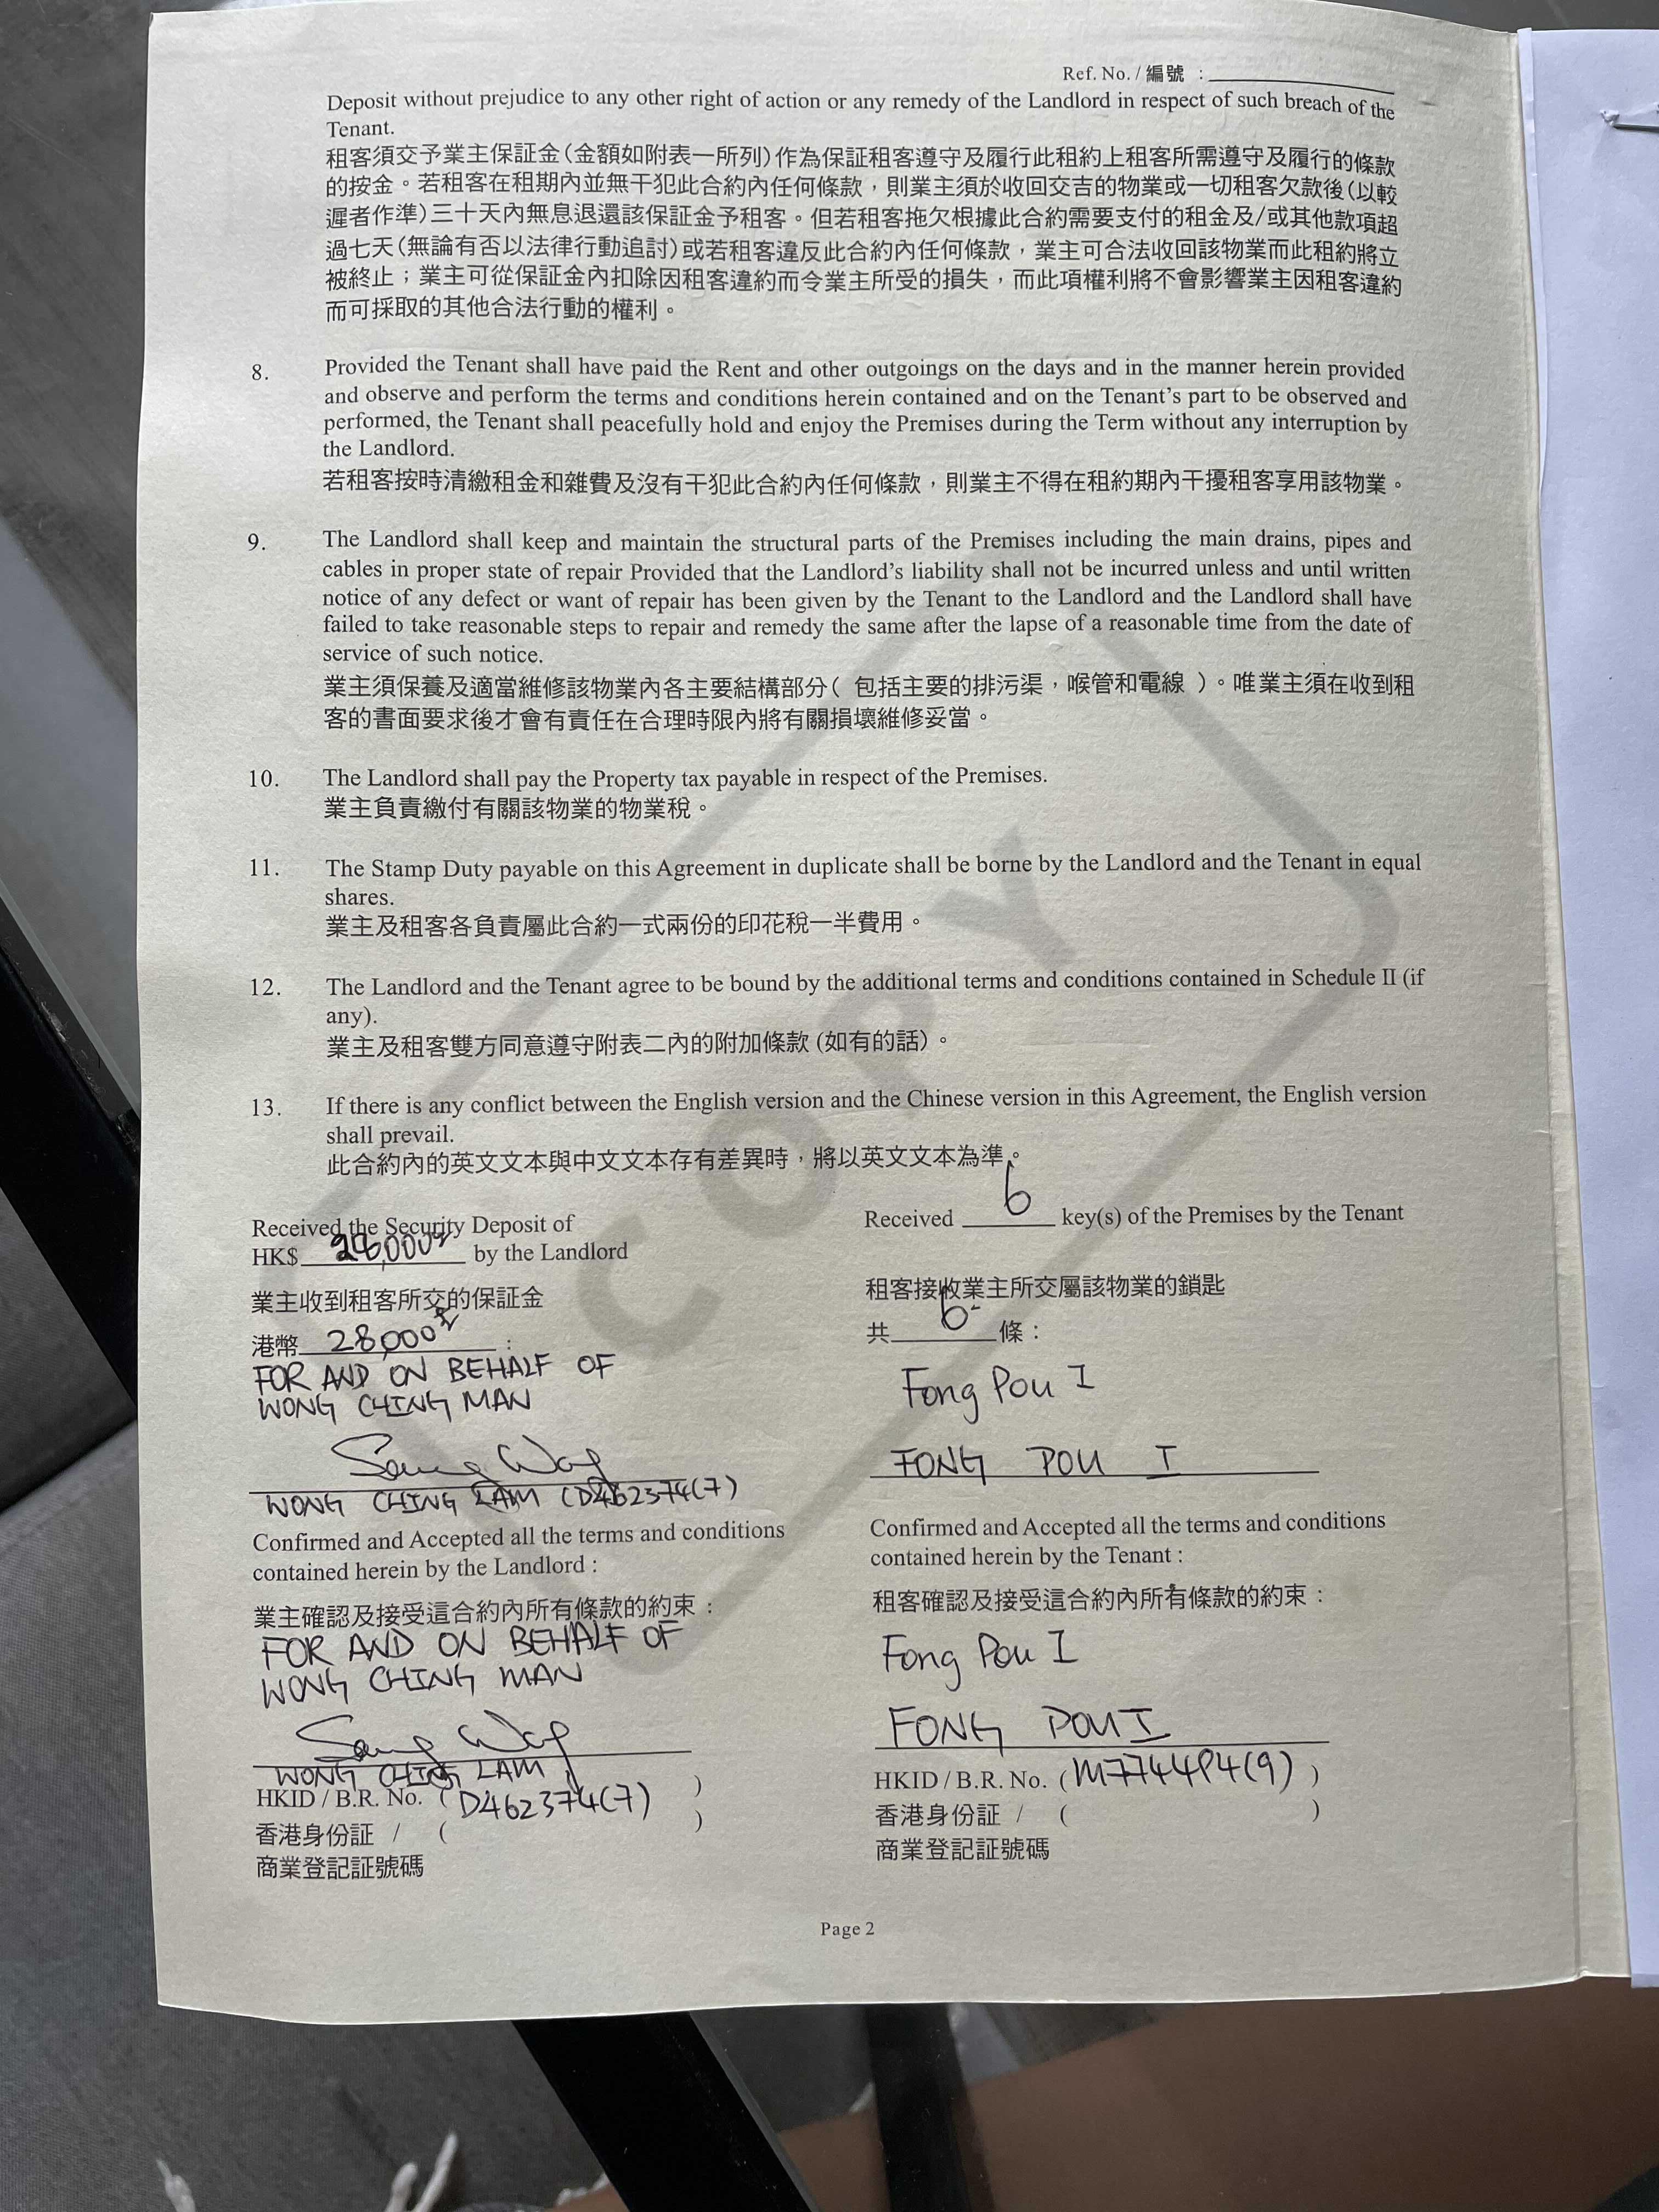 Ref. No. / 編號 :
Deposit without prejudice to any other right of action or any remedy of the Landlord in respect of such breach of the
Tenant.
租客須交予業主保証金(金額如附表一所列)作為保証租客遵守及履行此租約上租客所需遵守及履行的條款
的按金。若租客在租期內並無干犯此合約內任何條款，則業主須於收回交吉的物業或一切租客欠款後(以較
遲者作準)三十天內無息退還該保証金予租客。但若租客拖欠根據此合約需要支付的租金及/或其他款項超
過七天(無論有否以法律行動追討)或若租客違反此合約內任何條款，業主可合法收回該物業而此租約將立
被終止；業主可從保証金內扣除因租客違約而令業主所受的損失，而此項權利將不會影響業主因租客違約
而可採取的其他合法行動的權利。
8. Provided the Tenant shall have paid the Rent and other outgoings on the days and in the manner herein provided
and observe and perform the terms and conditions herein contained and on the Tenant's part to be observed and
performed, the Tenant shall peacefully hold and enjoy the Premises during the Term without any interruption by
the Landlord.
若租客按時清繳租金和雜費及沒有干犯此合約內任何條款，則業主不得在租約期內干擾租客享用該物業。
9. The Landlord shall keep and maintain the structural parts of the Premises including the main drains, pipes and
cables in proper state of repair Provided that the Landlord's liability shall not be incurred unless and until written
notice of any defect or want of repair has been given by the Tenant to the Landlord and the Landlord shall have
failed to take reasonable steps to repair and remedy the same after the lapse of a reasonable time from the date of
service of such notice.
業主須保養及適當維修該物業內各主要結構部分( 包括主要的排污渠，喉管和電線 )。唯業主須在收到租
客的書面要求後才會有責任在合理時限內將有關損壞維修妥當。
10. The Landlord shall pay the Property tax payable in respect of the Premises.
業主負責繳付有關該物業的物業稅。
11. The Stamp Duty payable on this Agreement in duplicate shall be borne by the Landlord and the Tenant in equal
shares.
業主及租客各負責屬此合約一式兩份的印花稅一半費用。
12. The Landlord and the Tenant agree to be bound by the additional terms and conditions contained in Schedule II (if
any).
業主及租客雙方同意遵守附表二內的附加條款 (如有的話)。
13. If there is any conflict between the English version and the Chinese version in this Agreement, the English version
shall prevail.
此合約內的英文文本與中文文本存有差異時，將以英文文本為準。
COPY
Received the Security Deposit of
HK$ by the Landlord
業主收到租客所交的保証金
港幣 28,000 :
FOR AND ON BEHALF OF
WONG CHING MAN
WONG CHING LAM (D462374(7)
Confirmed and Accepted all the terms and conditions
contained herein by the Landlord :
業主確認及接受這合約內所有條款的約束 :
FOR AND ON BEHALF OF
WONG CHING MAN
WONG CHING LAM
HKID / B.R. No. ( D462374(7) )
香港身份証 / ( )
商業登記証號碼
Received 6 key(s) of the Premises by the Tenant
租客接收業主所交屬該物業的鎖匙
共 6 條 :
Fong Pou I
FONG POU I
Confirmed and Accepted all the terms and conditions
contained herein by the Tenant :
租客確認及接受這合約內所有條款的約束 :
Fong Pou I
FONG POU I
HKID / B.R. No. ( )
香港身份証 / ( )
商業登記証號碼
Page 2